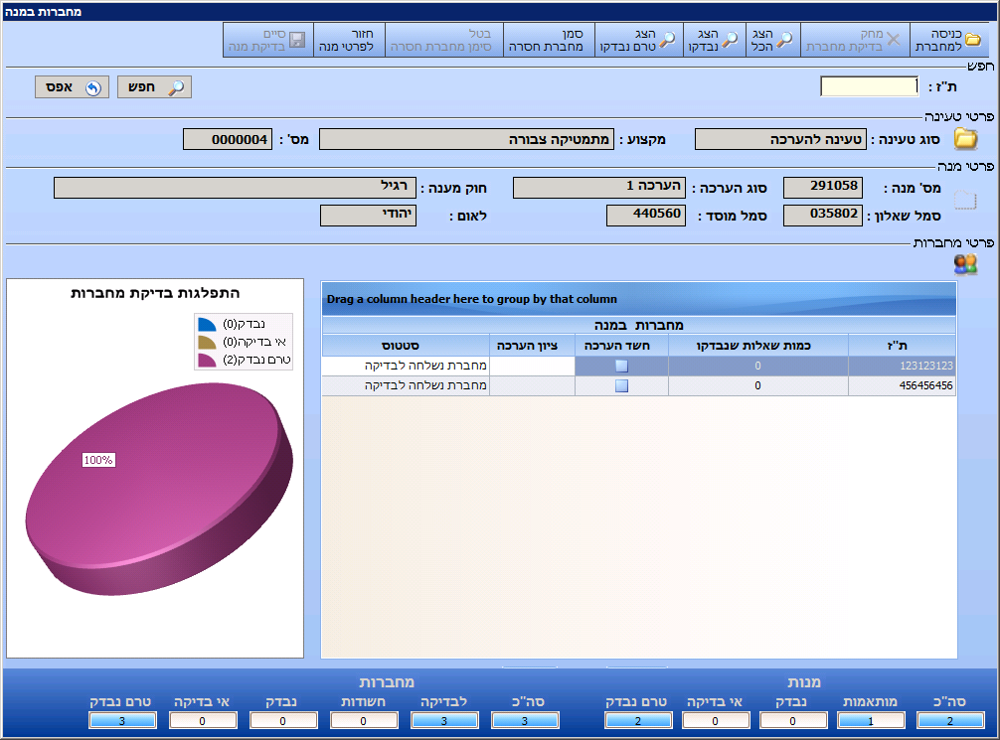 מחברות במנה
כניסה למחברת
מחק בדיקת מחברת
הצג הכל
הצג נבדקו
הצג טרם נבדקו
סמן מחברת חסרה
בטל סימון מחברת חסרה
חזור לפרטי מנה
סיים בדיקת מנה
חפש
ת"ז :
1
חפש
אפס
פרטי טעינה
סוג טעינה : טעינה להערכה מקצוע : מתמטיקה צבורה מס' : 0000004
פרטי מנה
מס' מנה : 291058 סוג הערכה : הערכה 1 חוק מענה : רגיל
סמל שאלון : 035802 סמל מוסד : 440560 לאום : יהודי
פרטי מחברות
Drag a column header here to group by that column
מחברות במנה
ת"ז כמות שאלות שנבדקו חשד הערכה ציון הערכה סטטוס
123123123 0 מחברת נשלחה לבדיקה
456456456 0 מחברת נשלחה לבדיקה
התפלגות בדיקת מחברות
נבדק(0)
אי בדיקה(0)
טרם נבדק(2)
100%
מנות
סה"כ מותאמות נבדק אי בדיקה טרם נבדק
2 1 0 0 2
מחברות
סה"כ לבדיקה חשודות נבדק אי בדיקה טרם נבדק
3 3 0 0 0 3